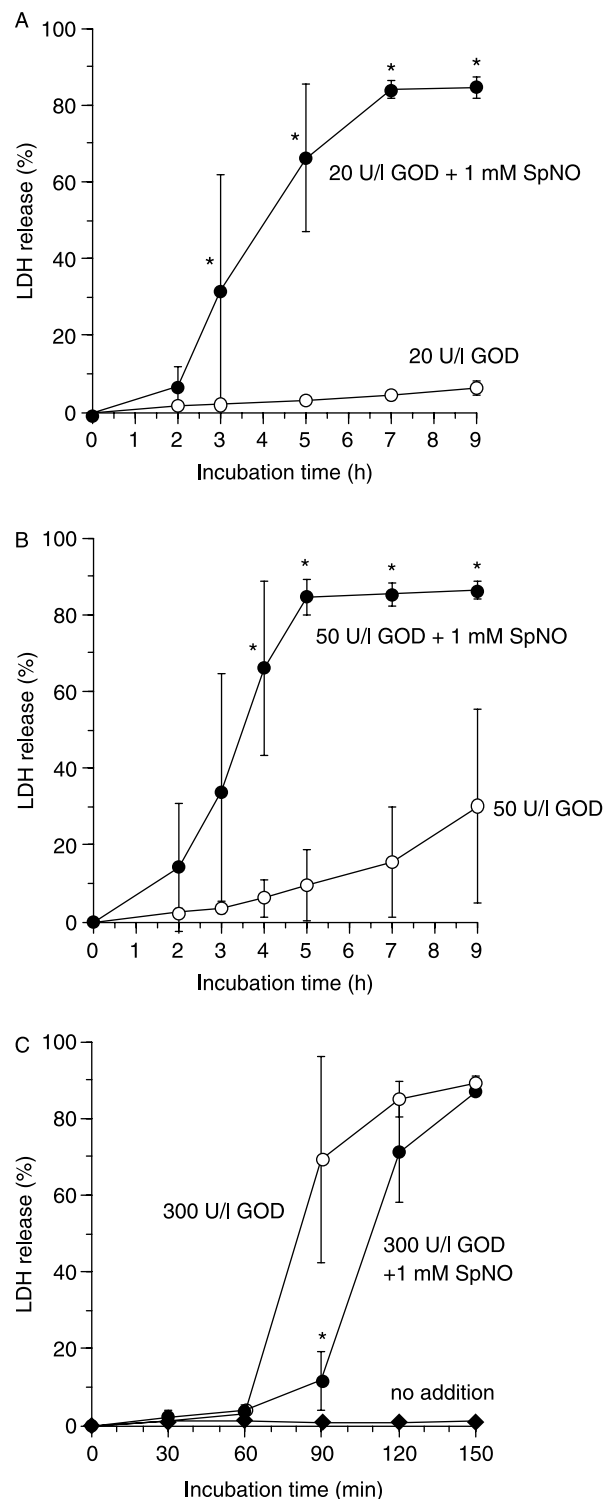 A
LDH release (%)
100
80
60
40
20
0
*
*
*
*
20 U/l GOD + 1 mM SpNO
20 U/l GOD
0 1 2 3 4 5 6 7 8 9
Incubation time (h)
B
LDH release (%)
100
80
60
40
20
0
*
*
*
*
50 U/l GOD + 1 mM SpNO
50 U/l GOD
0 1 2 3 4 5 6 7 8 9
Incubation time (h)
C
LDH release (%)
100
80
60
40
20
0
300 U/l GOD
300 U/l GOD
+1 mM SpNO
*
no addition
0 30 60 90 120 150
Incubation time (min)